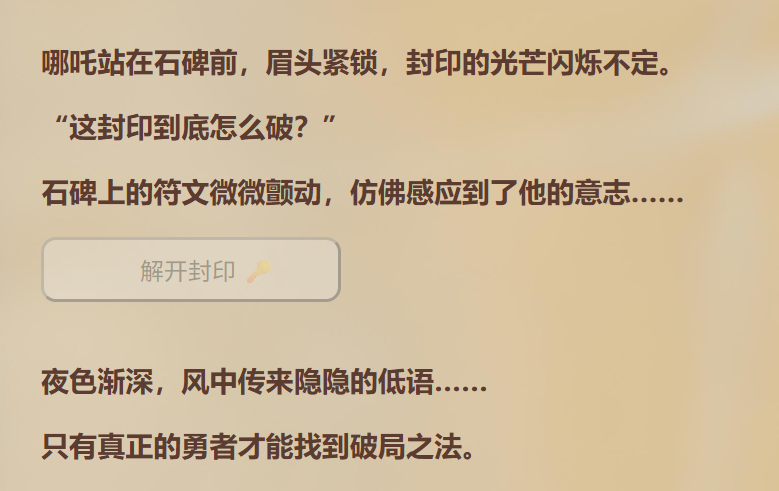 哪吒站在石碑前，眉头紧锁，封印的光芒闪烁不定。
“这封印到底怎么破？”
石碑上的符文微微颤动，仿佛感应到了他的意志……
解开封印 🔑
夜色渐深，风中传来隐隐的低语……
只有真正的勇者才能找到破局之法。